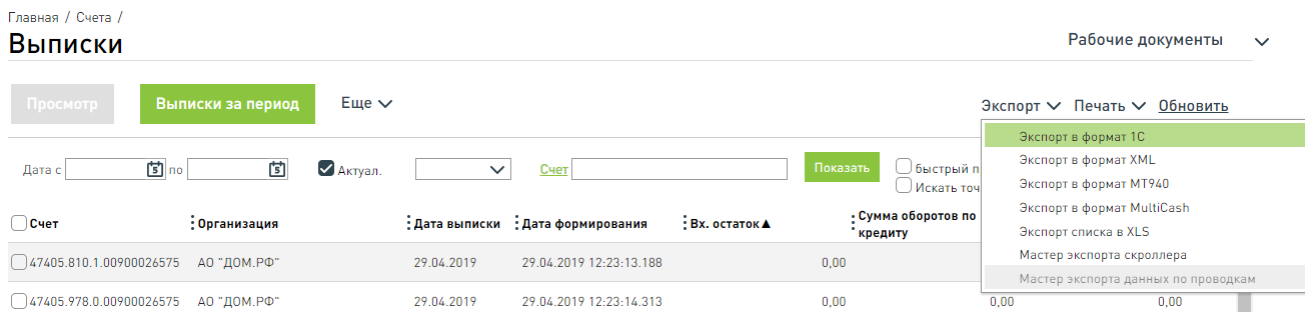 Главная / Счета /
Выписки
Рабочие документы
Просмотр Выписки за период Еще Экспорт Печать Обновить
Экспорт в формат 1С
Экспорт в формат XML
Экспорт в формат MT940
Экспорт в формат MultiCash
Экспорт списка в XLS
Мастер экспорта скроллера
Мастер экспорта данных по проводкам
Дата с 5 по 5 Актуал. Счет Показать быстрый п
Искать точ
Счет Организация Дата выписки Дата формирования Вх. остаток▲ Сумма оборотов по
кредиту
47405.810.1.00900026575 АО "ДОМ.РФ" 29.04.2019 29.04.2019 12:23:13.188 0,00
47405.978.0.00900026575 АО "ДОМ.РФ" 29.04.2019 29.04.2019 12:23:14.313 0,00 0,00 0,00